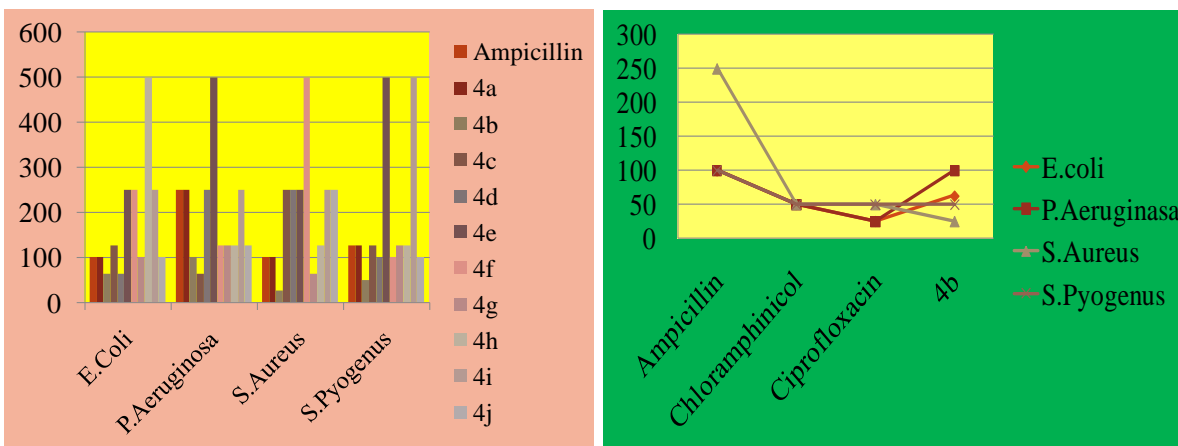 600
500
400
300
200
100
0
E.Coli
P.Aeruginosa
S.Aureus
S.Pyogenus
Ampicillin
4a
4b
4c
4d
4e
4f
4g
4h
4i
4j
300
250
200
150
100
50
0
Ampicillin
Chloramphinicol
Ciprofloxacin
4b
E.coli
P.Aeruginasa
S.Aureus
S.Pyogenus